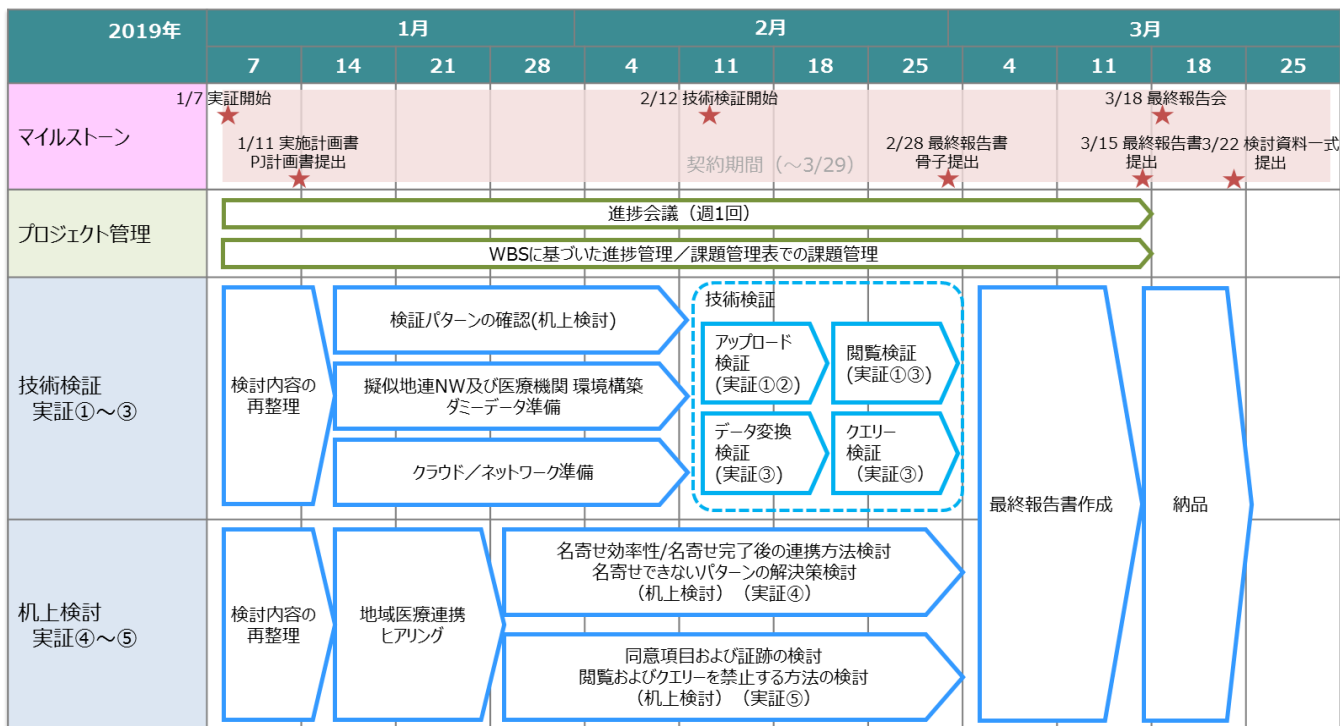 2019年
1月
2月
3月
7
14
21
28
4
11
18
25
4
11
18
25
マイルストーン
1/7 実証開始
2/12 技術検証開始
3/18 最終報告会
1/11 実施計画書
PJ計画書提出
契約期間（～3/29）
2/28 最終報告書
骨子提出
3/15 最終報告書
提出
3/22 検討資料一式
提出
プロジェクト管理
進捗会議（週1回）
WBSに基づいた進捗管理／課題管理表での課題管理
技術検証
実証①～③
検討内容の
再整理
検証パターンの確認(机上検討)
擬似地連NW及び医療機関 環境構築
ダミーデータ準備
クラウド／ネットワーク準備
技術検証
アップロード
検証
(実証①②)
閲覧検証
(実証①③)
データ変換
検証
(実証③)
クエリー
検証
（実証③）
最終報告書作成
納品
机上検討
実証④～⑤
検討内容の
再整理
地域医療連携
ヒアリング
名寄せ効率性/名寄せ完了後の連携方法検討
名寄せできないパターンの解決策検討
（机上検討）（実証④）
同意項目および証跡の検討
閲覧およびクエリーを禁止する方法の検討
（机上検討）（実証⑤）